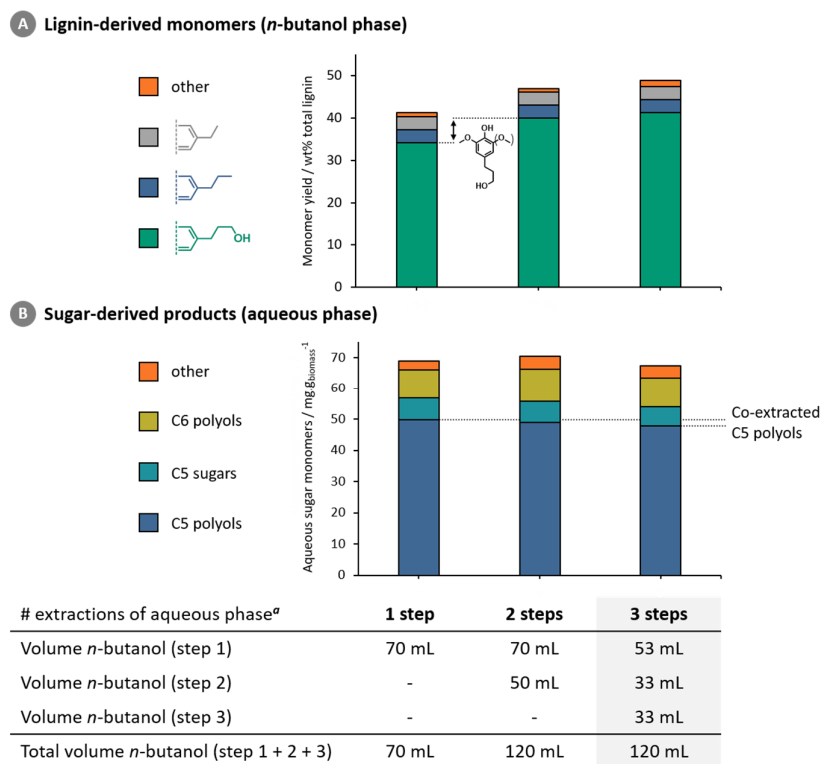 A Lignin-derived monomers (n-butanol phase)
other
OH
Monomer yield / wt% total lignin
50
40
30
20
10
0
OH
O
(O
)
HO
B Sugar-derived products (aqueous phase)
other
C6 polyols
C5 sugars
C5 polyols
Aqueous sugar monomers / mg.gbiomass-1
70
60
50
40
30
20
10
0
Co-extracted
C5 polyols
# extractions of aqueous phasea 1 step 2 steps 3 steps
Volume n-butanol (step 1) 70 mL 70 mL 53 mL
Volume n-butanol (step 2) - 50 mL 33 mL
Volume n-butanol (step 3) - - 33 mL
Total volume n-butanol (step 1 + 2 + 3) 70 mL 120 mL 120 mL